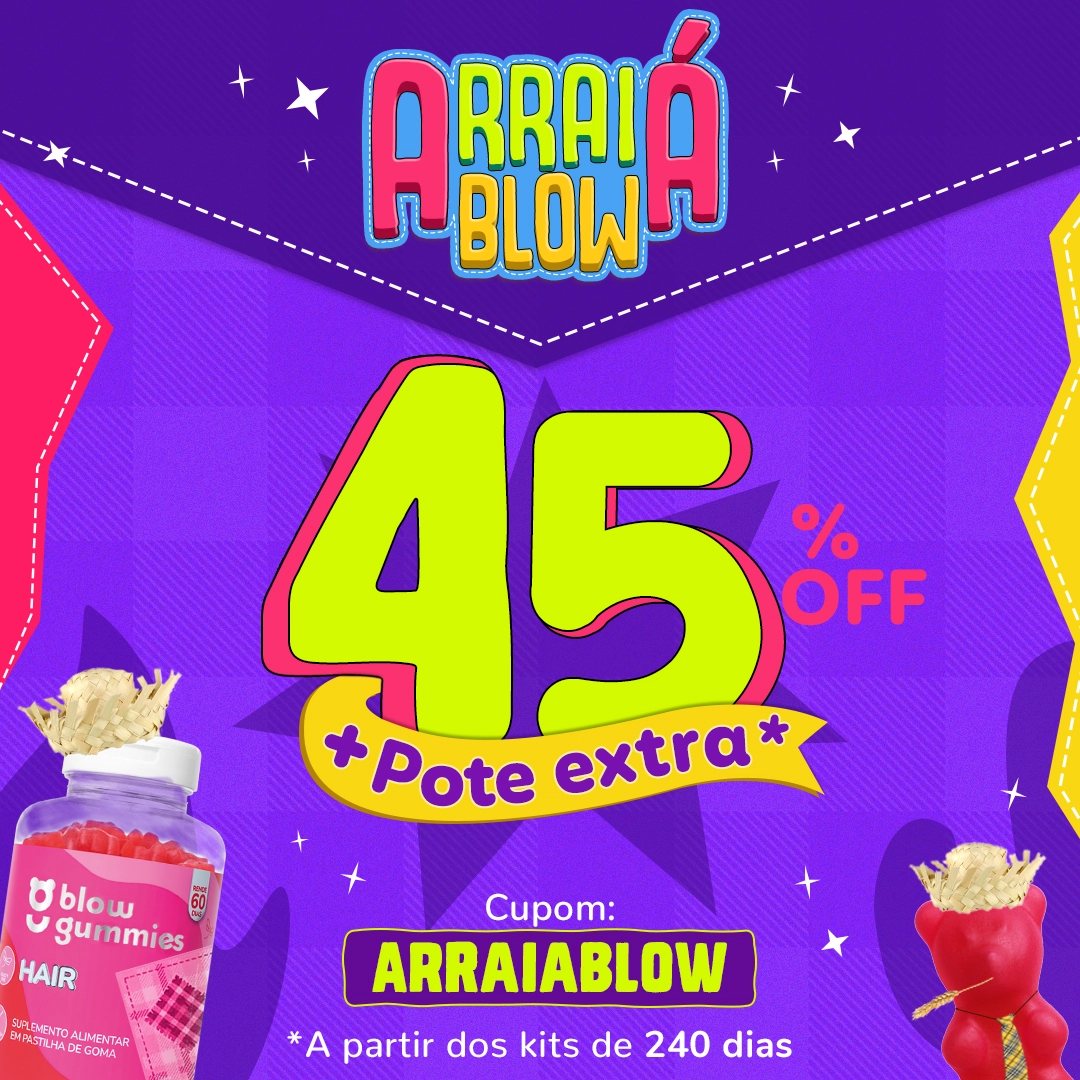 ARRAIÁ
BLOW
45
%
OFF
+Pote extra*
blow
gummies
RENDE
60
DIAS
HAIR
SUPLEMENTO ALIMENTAR
EM PASTILHA DE GOMA
Cupom:
ARRAIABLOW
*A partir dos kits de 240 dias